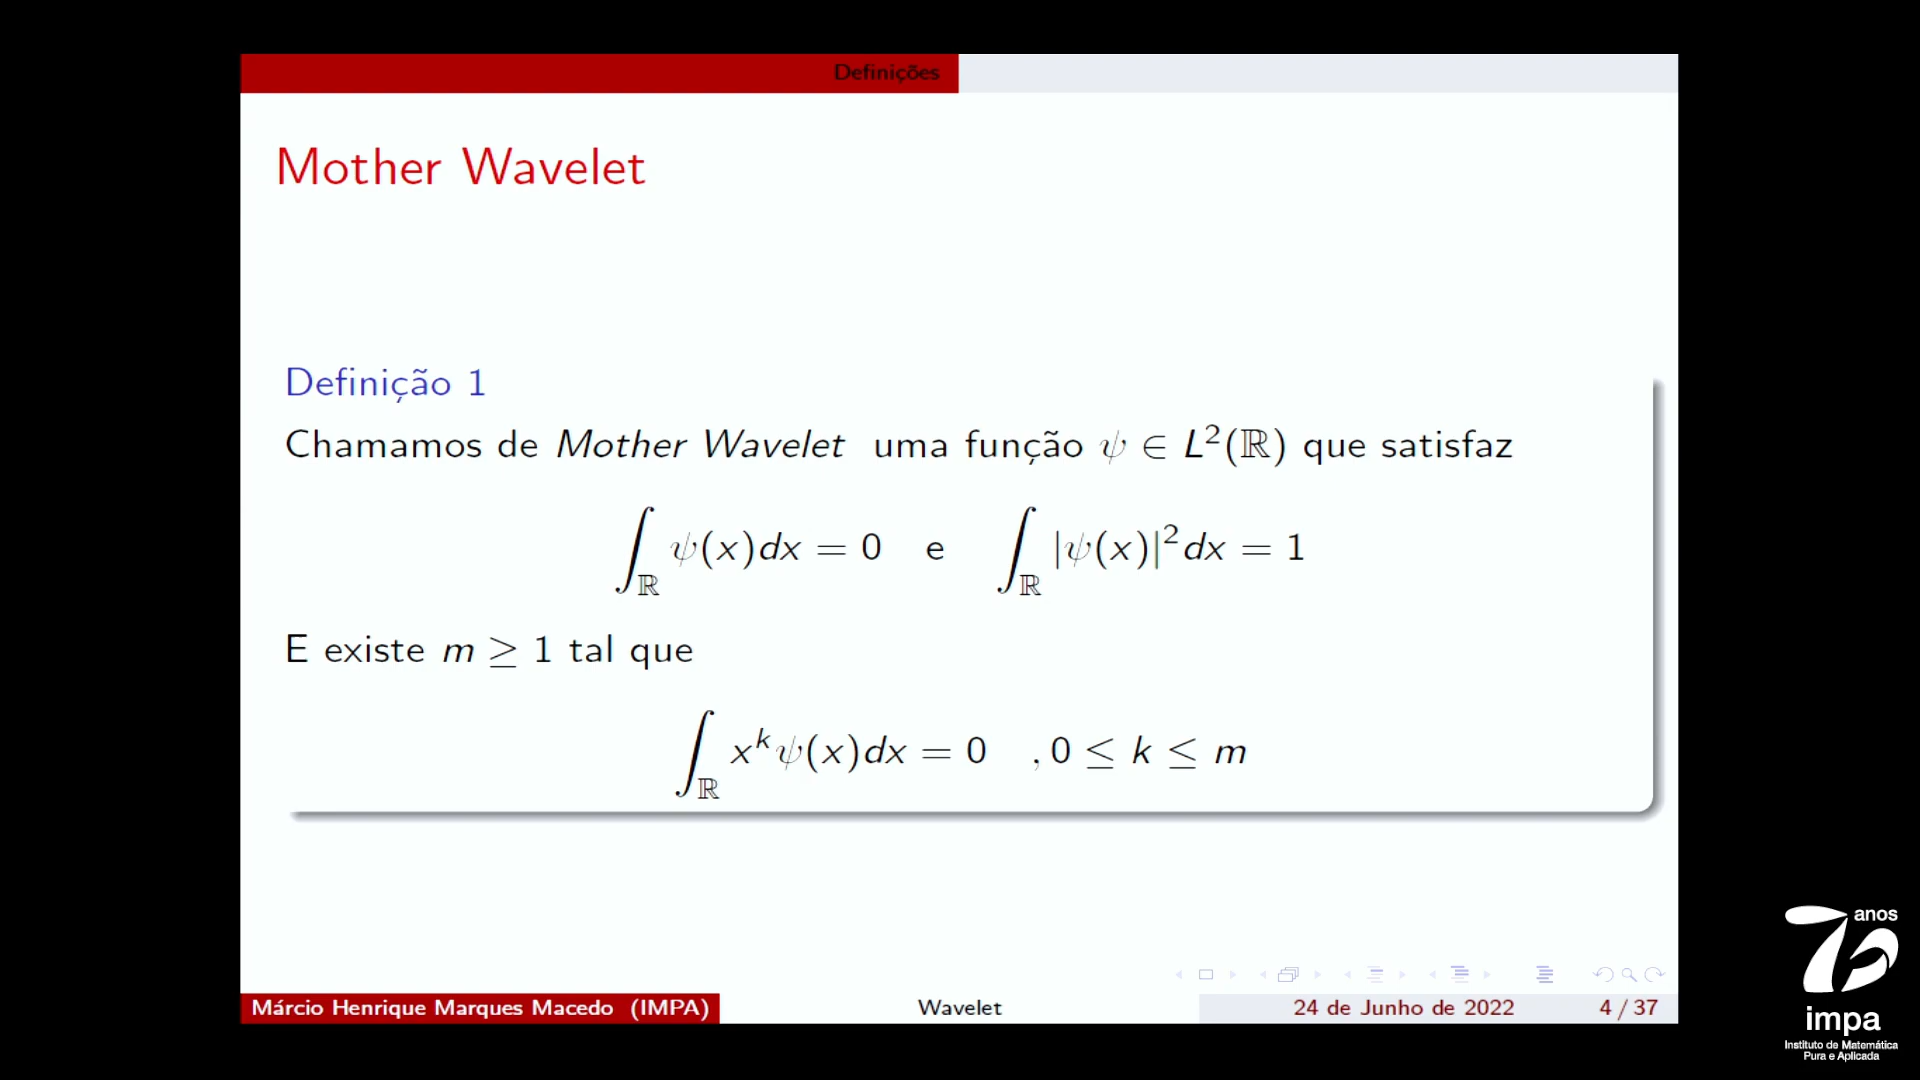 Definições
Mother Wavelet
Definição 1
Chamamos de Mother Wavelet uma função ψ ∈ L²(ℝ) que satisfaz
∫_ℝ ψ(x)dx = 0 e ∫_ℝ |ψ(x)|²dx = 1
E existe m ≥ 1 tal que
∫_ℝ x^k ψ(x)dx = 0 , 0 ≤ k ≤ m
Márcio Henrique Marques Macedo (IMPA) Wavelet 24 de Junho de 2022 4 / 37
70 anos
impa
Instituto de Matemática
Pura e Aplicada